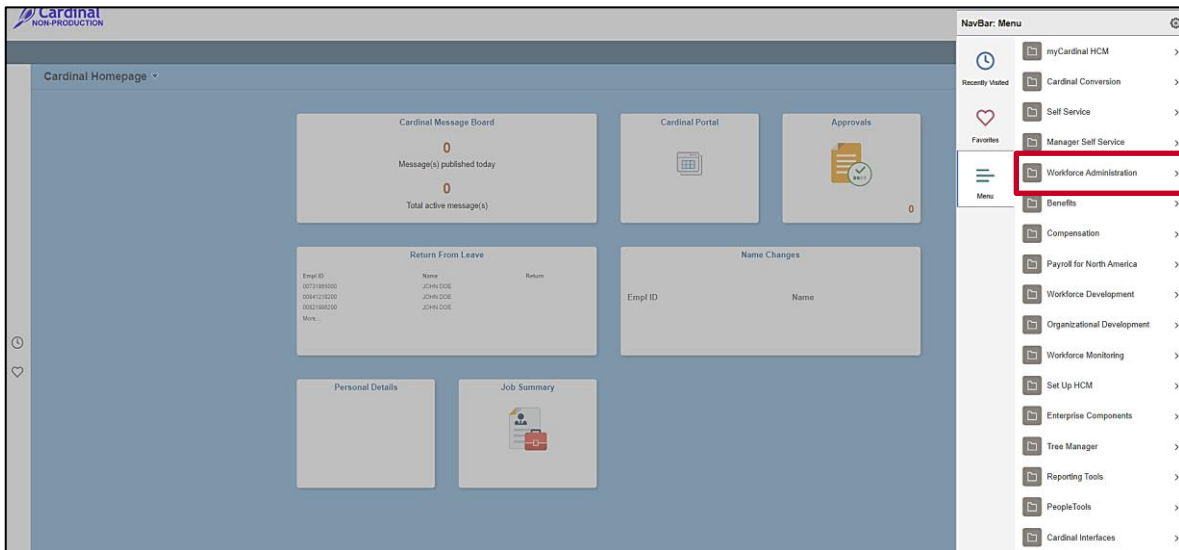 Cardinal
NON-PRODUCTION
NavBar: Menu
Cardinal Homepage
Recently Visited
Favorites
Menu
myCardinal HCM
Cardinal Conversion
Self Service
Manager Self Service
Workforce Administration
Benefits
Compensation
Payroll for North America
Workforce Development
Organizational Development
Workforce Monitoring
Set Up HCM
Enterprise Components
Tree Manager
Reporting Tools
PeopleTools
Cardinal Interfaces
Cardinal Message Board
0
Message(s) published today
0
Total active message(s)
Cardinal Portal
Approvals
0
Return From Leave
Empl ID Name Return
JOHN DOE
00841218200 JOHN DOE
JOHN DOE
More...
Name Changes
Empl ID Name
Personal Details
Job Summary